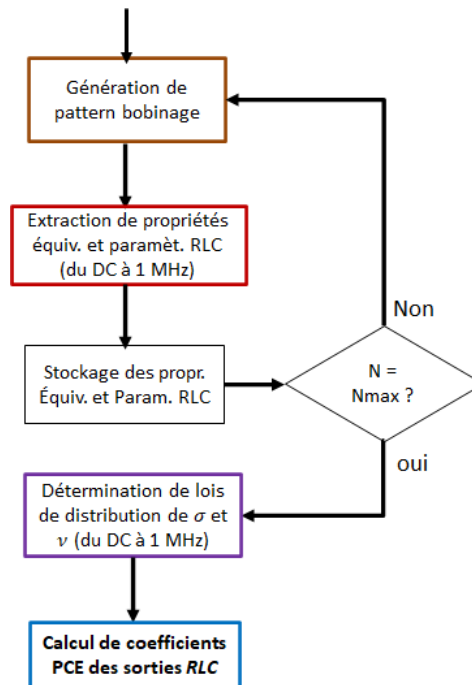 Génération de
pattern bobinage
Extraction de propriétés
équiv. et paramèt. RLC
(du DC à 1 MHz)
Non
Stockage des propr.
Équiv. et Param. RLC
N =
Nmax ?
oui
Détermination de lois
de distribution de σ et
ν (du DC à 1 MHz)
Calcul de coefficients
PCE des sorties RLC